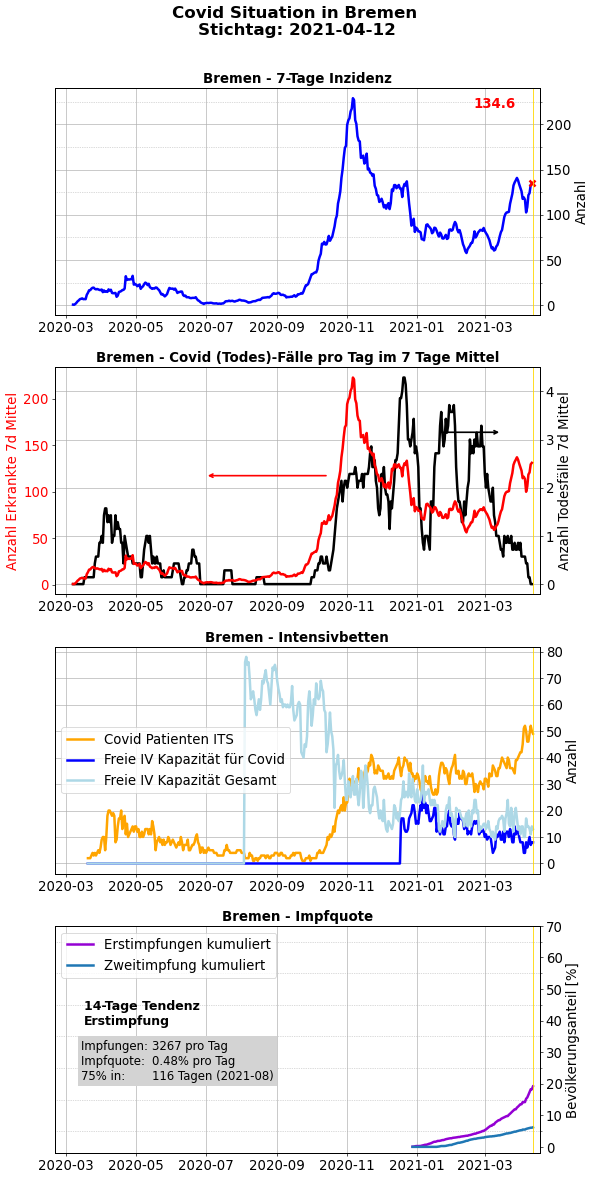 Covid Situation in Bremen
Stichtag: 2021-04-12
Bremen - 7-Tage Inzidenz
134.6
200
150
100
50
0
Anzahl
2020-03 2020-05 2020-07 2020-09 2020-11 2021-01 2021-03
Bremen - Covid (Todes)-Fälle pro Tag im 7 Tage Mittel
Anzahl Erkrankte 7d Mittel
200
150
100
50
0
4
3
2
1
0
Anzahl Todesfälle 7d Mittel
2020-03 2020-05 2020-07 2020-09 2020-11 2021-01 2021-03
Bremen - Intensivbetten
Covid Patienten ITS
Freie IV Kapazität für Covid
Freie IV Kapazität Gesamt
80
70
60
50
40
30
20
10
0
Anzahl
2020-03 2020-05 2020-07 2020-09 2020-11 2021-01 2021-03
Bremen - Impfquote
Erstimpfungen kumuliert
Zweitimpfung kumuliert
14-Tage Tendenz
Erstimpfung
Impfungen: 3267 pro Tag
Impfquote: 0.48% pro Tag
75% in: 116 Tagen (2021-08)
70
60
50
40
30
20
10
0
Bevölkerungsanteil [%]
2020-03 2020-05 2020-07 2020-09 2020-11 2021-01 2021-03